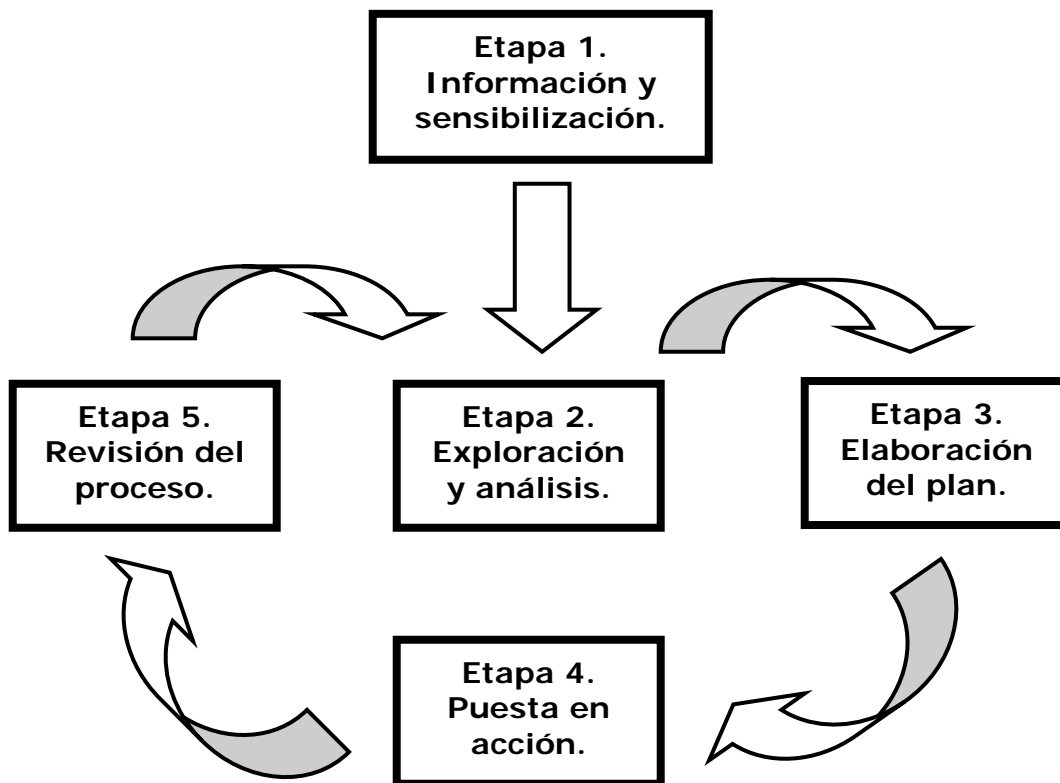 Etapa 1.
Información y
sensibilización.
Etapa 5.
Revisión del
proceso.
Etapa 2.
Exploración
y análisis.
Etapa 3.
Elaboración
del plan.
Etapa 4.
Puesta en
acción.